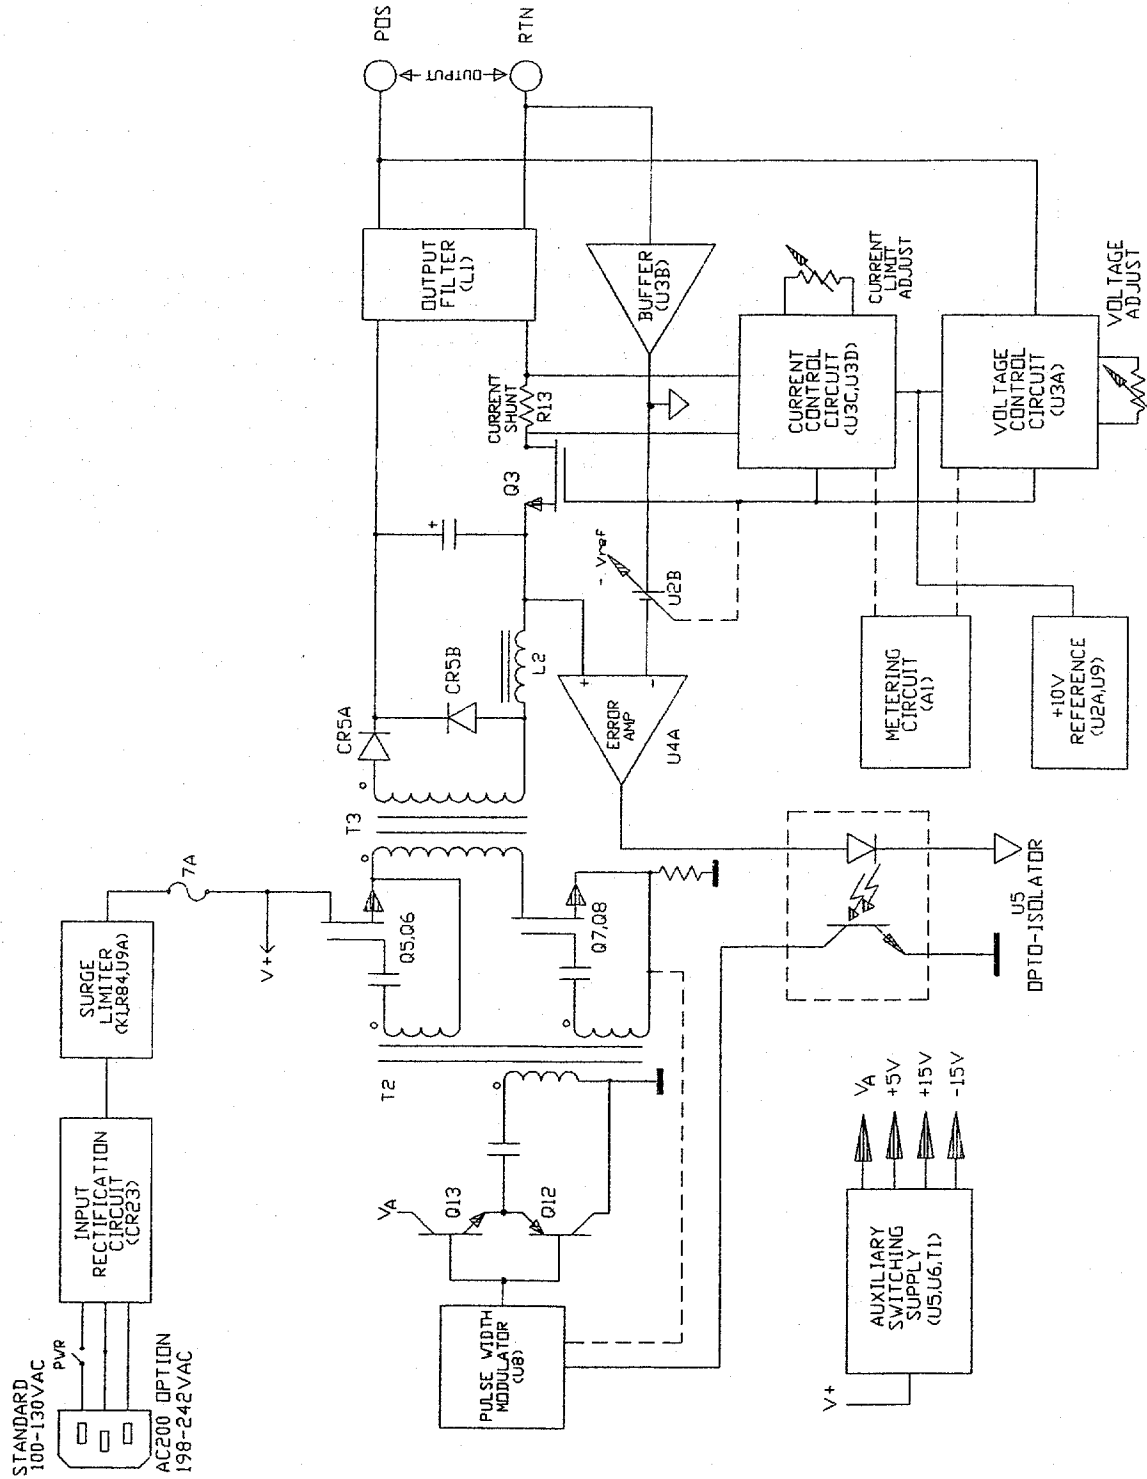 STANDARD
100-130VAC
PWR
AC200 OPTION
198-242VAC
INPUT
RECTIFICATION
CIRCUIT
(CR23)
SURGE
LIMITER
(K1,R84,U9A)
7A
V+
PULSE WIDTH
MODULATOR
(U8)
VA
Q13
Q12
T2
Q5,Q6
Q7,Q8
T3
CR5A
CR5B
L2
+
Q3
CURRENT
SHUNT
R13
OUTPUT
FILTER
(L1)
POS
OUTPUT
RTN
BUFFER
(U3B)
- Vref
U2B
+
-
ERROR
AMP
U4A
CURRENT
CONTROL
CIRCUIT
(U3C,U3D)
CURRENT
LIMIT
ADJUST
VOLTAGE
CONTROL
CIRCUIT
(U3A)
VOLTAGE
ADJUST
METERING
CIRCUIT
(A1)
+10V
REFERENCE
(U2A,U9)
U5
OPTO-ISOLATOR
V+
AUXILIARY
SWITCHING
SUPPLY
(U5,U6,T1)
VA
+5V
+15V
-15V